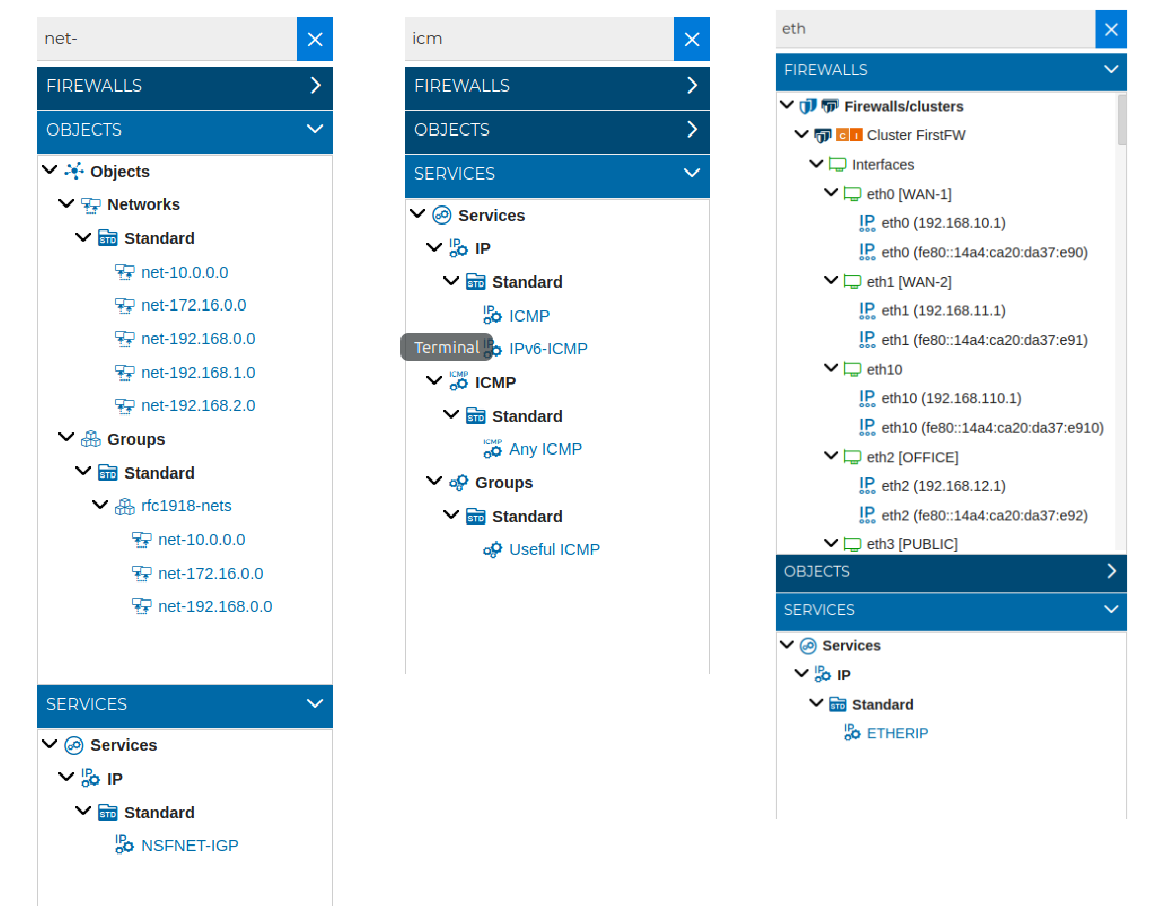 net-
FIREWALLS
OBJECTS
Objects
Networks
STD Standard
net-10.0.0.0
net-172.16.0.0
net-192.168.0.0
net-192.168.1.0
net-192.168.2.0
Groups
STD Standard
rfc1918-nets
net-10.0.0.0
net-172.16.0.0
net-192.168.0.0
SERVICES
Services
IP IP
STD Standard
IP NSFNET-IGP
icm
FIREWALLS
OBJECTS
SERVICES
Services
IP IP
STD Standard
IP ICMP
Terminal IP IPv6-ICMP
ICMP ICMP
STD Standard
ICMP Any ICMP
Groups
STD Standard
Useful ICMP
eth
FIREWALLS
Firewalls/clusters
C I Cluster FirstFW
Interfaces
eth0 [WAN-1]
IP eth0 (192.168.10.1)
IP eth0 (fe80::14a4:ca20:da37:e90)
eth1 [WAN-2]
IP eth1 (192.168.11.1)
IP eth1 (fe80::14a4:ca20:da37:e91)
eth10
IP eth10 (192.168.110.1)
IP eth10 (fe80::14a4:ca20:da37:e910)
eth2 [OFFICE]
IP eth2 (192.168.12.1)
IP eth2 (fe80::14a4:ca20:da37:e92)
eth3 [PUBLIC]
OBJECTS
SERVICES
Services
IP IP
STD Standard
IP ETHERIP